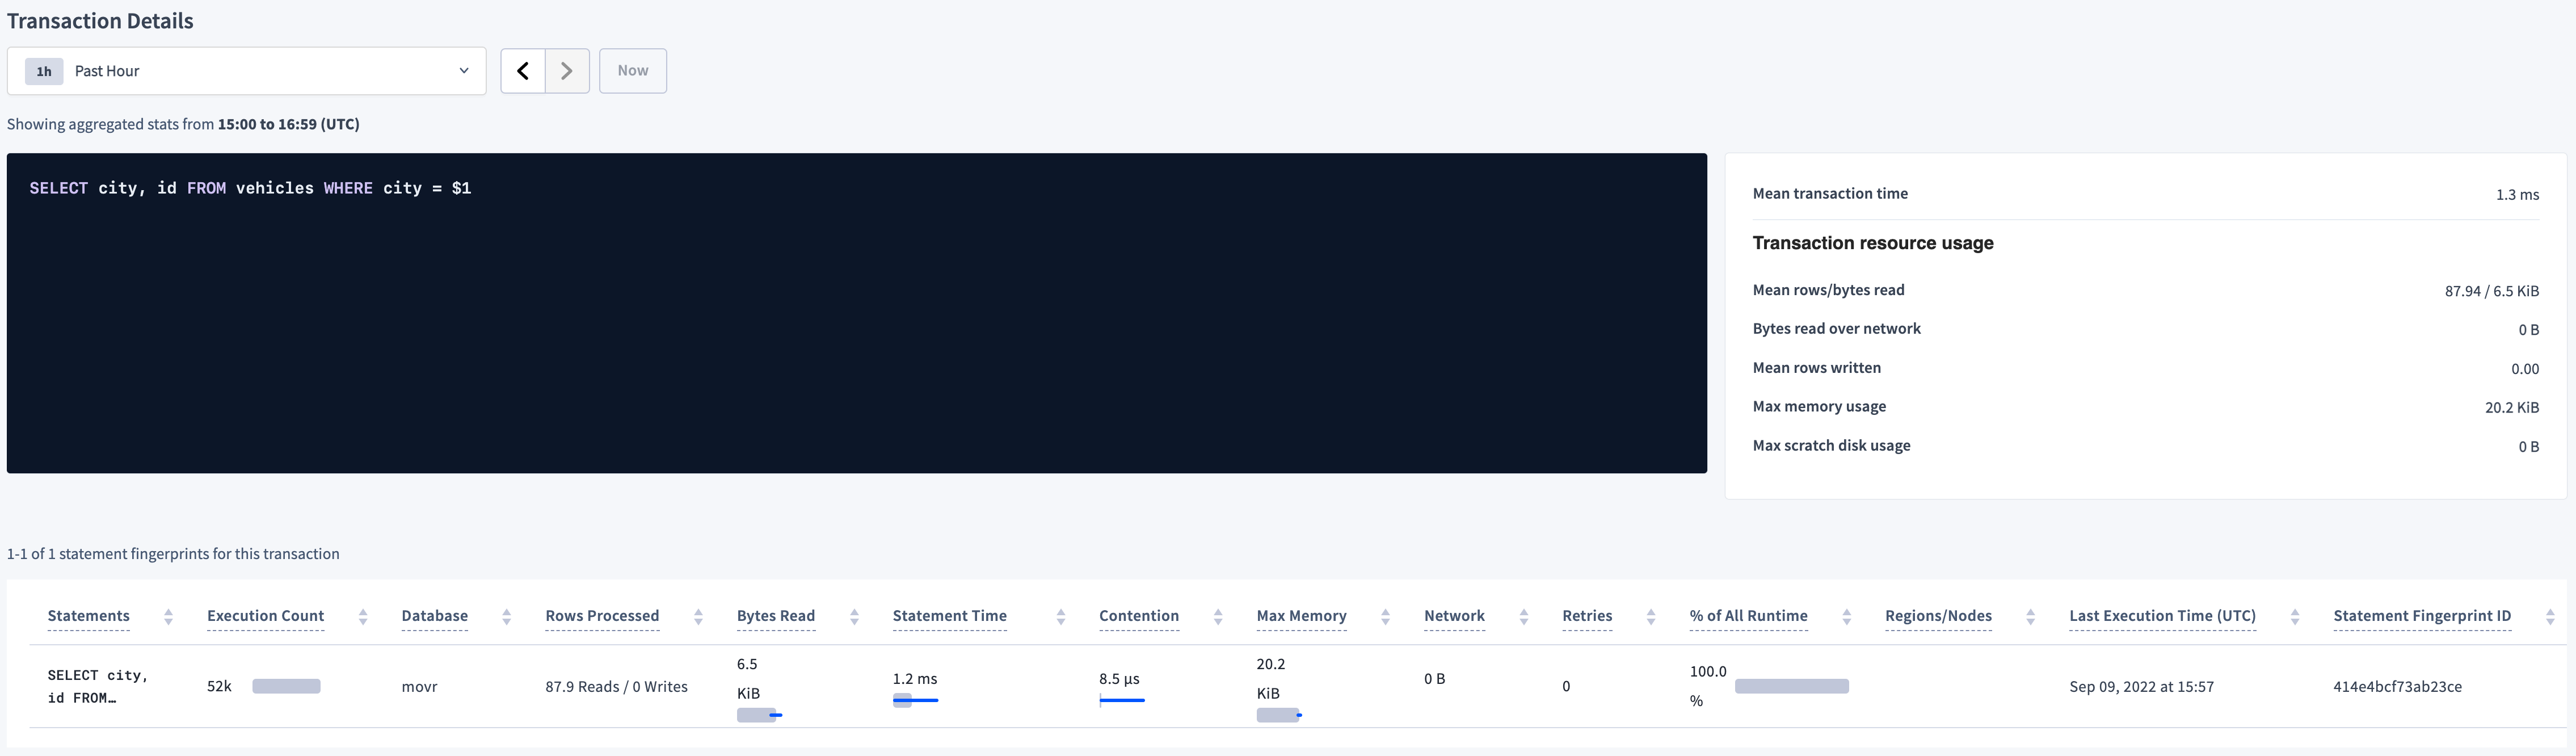 Transaction Details
1h Past Hour Now
Showing aggregated stats from 15:00 to 16:59 (UTC)
SELECT city, id FROM vehicles WHERE city = $1
Mean transaction time 1.3 ms
Transaction resource usage
Mean rows/bytes read 87.94 / 6.5 KiB
Bytes read over network 0 B
Mean rows written 0.00
Max memory usage 20.2 KiB
Max scratch disk usage 0 B
1-1 of 1 statement fingerprints for this transaction
Statements Execution Count Database Rows Processed Bytes Read Statement Time Contention Max Memory Network Retries % of All Runtime Regions/Nodes Last Execution Time (UTC) Statement Fingerprint ID
SELECT city,
id FROM…
52k
movr
87.9 Reads / 0 Writes
6.5
KiB
1.2 ms
8.5 µs
20.2
KiB
0 B
0
100.0
%
Sep 09, 2022 at 15:57
414e4bcf73ab23ce